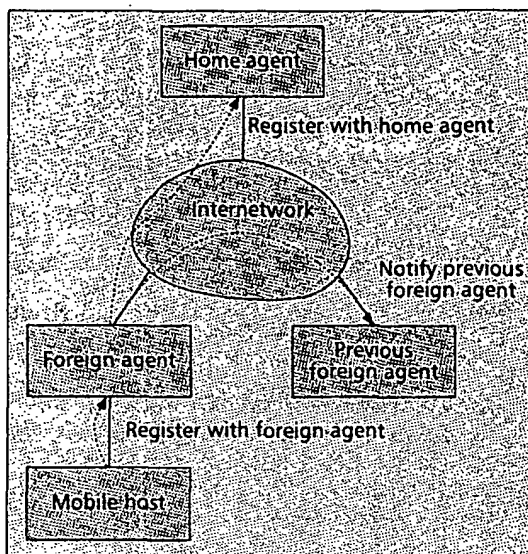 Home agent
Register with home agent
Internetwork
Notify previous
foreign agent
Foreign agent
Previous
foreign agent
Register with foreign agent
Mobile host